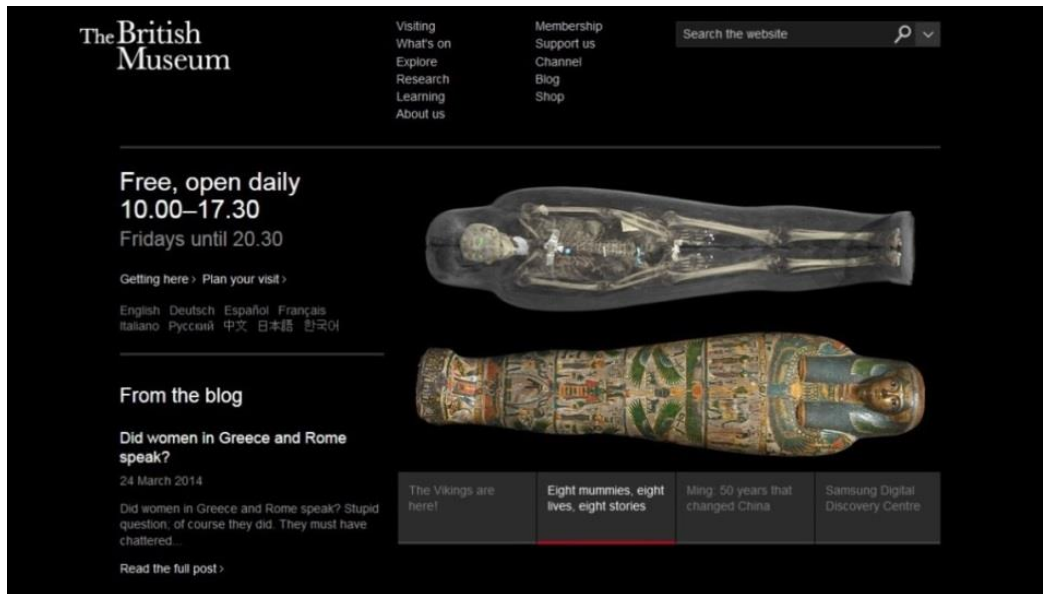 The British
Museum
Visiting
What's on
Explore
Research
Learning
About us
Membership
Support us
Channel
Blog
Shop
Search the website
Free, open daily
10.00–17.30
Fridays until 20.30
Getting here › Plan your visit ›
English Deutsch Español Français
Italiano Русский 中文 日本語 한국어
From the blog
Did women in Greece and Rome
speak?
24 March 2014
Did women in Greece and Rome speak? Stupid
question, of course they did. They must have
chattered...
Read the full post ›
The Vikings are
here!
Eight mummies, eight
lives, eight stories
Ming: 50 years that
changed China
Samsung Digital
Discovery Centre